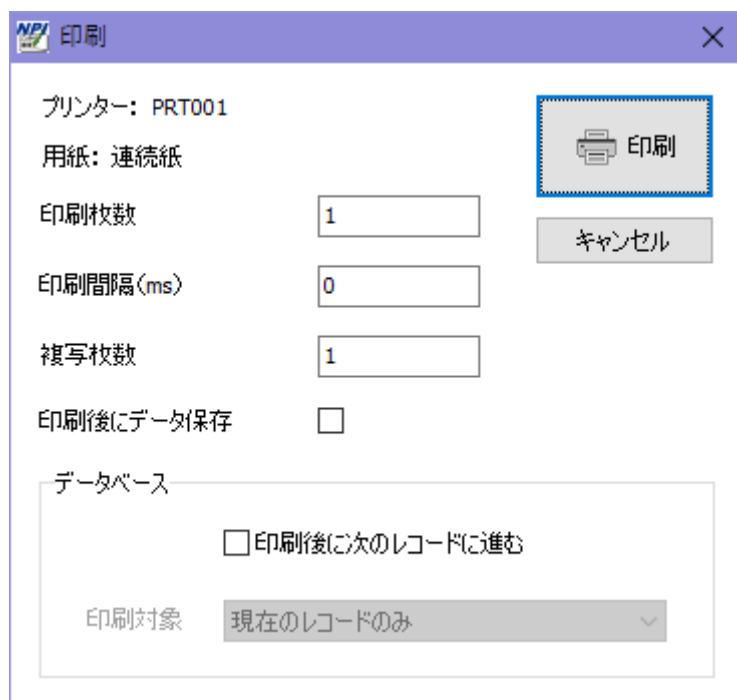 NPI 印刷
プリンター: PRT001
用紙: 連続紙
印刷
印刷枚数 1
キャンセル
印刷間隔(ms) 0
複写枚数 1
印刷後にデータ保存
データベース
印刷後に次のレコードに進む
印刷対象 現在のレコードのみ